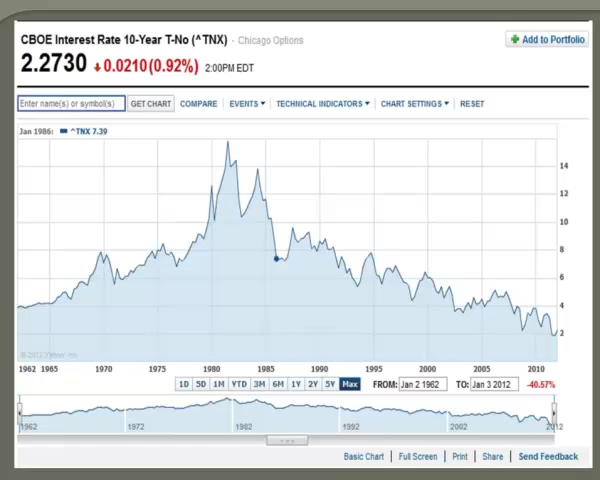 CBOE Interest Rate 10-Year T-No (^TNX) - Chicago Options
Add to Portfolio
2.2730 0.0210(0.92%) 2:00PM EDT
Enter name(s) or symbol(s) GET CHART COMPARE EVENTS TECHNICAL INDICATORS CHART SETTINGS RESET
Jan 1986: ^TNX 7.39
14
12
10
8
6
4
2
© 2012 Yahoo! Inc.
1962 1965 1970 1975 1980 1985 1990 1995 2000 2005 2010
1D 5D 1M YTD 3M 6M 1Y 2Y 5Y Max FROM: Jan 2 1962 TO: Jan 3 2012 -40.57%
1962 1972 1982 1992 2002 2012
Basic Chart Full Screen Print Share Send Feedback